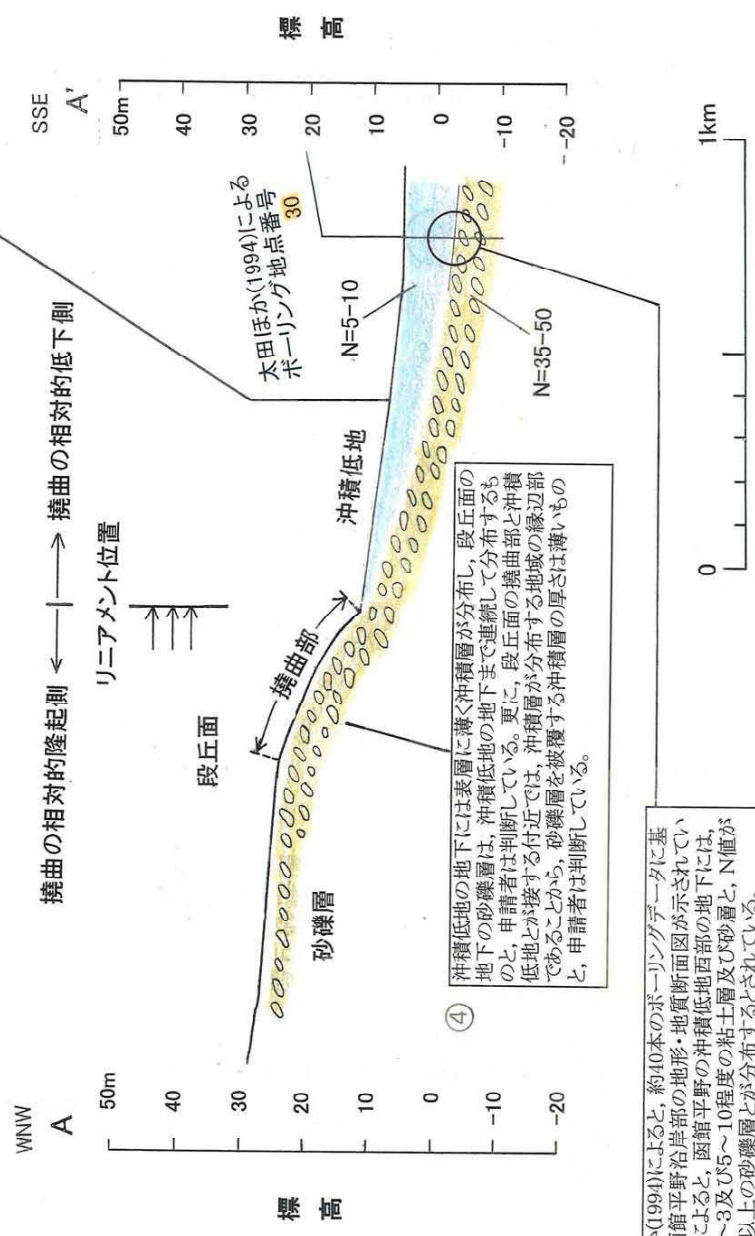 WNW
A
SSE
A'
標高
50m
40
30
20
10
0
-10
-20
標高
50m
40
30
20
10
0
-10
-20
撓曲の相対的隆起側
撓曲の相対的低下側
リニアメント位置
段丘面
撓曲部
沖積低地
砂礫層
太田ほか(1994)による
ボーリング地点番号
30
N=5-10
N=35-50
④
沖積低地の地下には表層に薄く沖積層が分布し,段丘面の
地下の砂礫層は,沖積低地の地下まで連続して分布するも
のと,申請者は判断している。更に,段丘面の撓曲部と沖積
低地とが接する付近では,沖積層が分布する地域の縁辺部
であることから,砂礫層を被覆する沖積層の厚さは薄いもの
と,申請者は判断している。
0
1km
(1994)によると,約40本のボーリングデータに基
館平野沿岸部の地形・地質断面図が示されてい
によると,函館平野の沖積低地西部の地下には,
~3及び5~10程度の粘土層及び砂層と,N値が
以上の砂礫層とが分布するとされている。